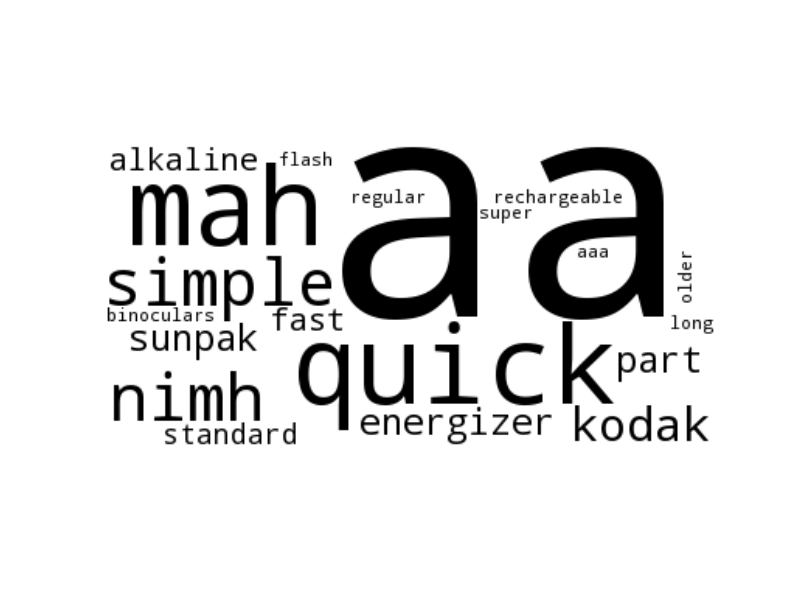 alkaline
flash
mah
aa
regular
rechargeable
super
aaa
simple
older
binoculars
fast
long
sunpak
quick
part
nimh
energizer
kodak
standard